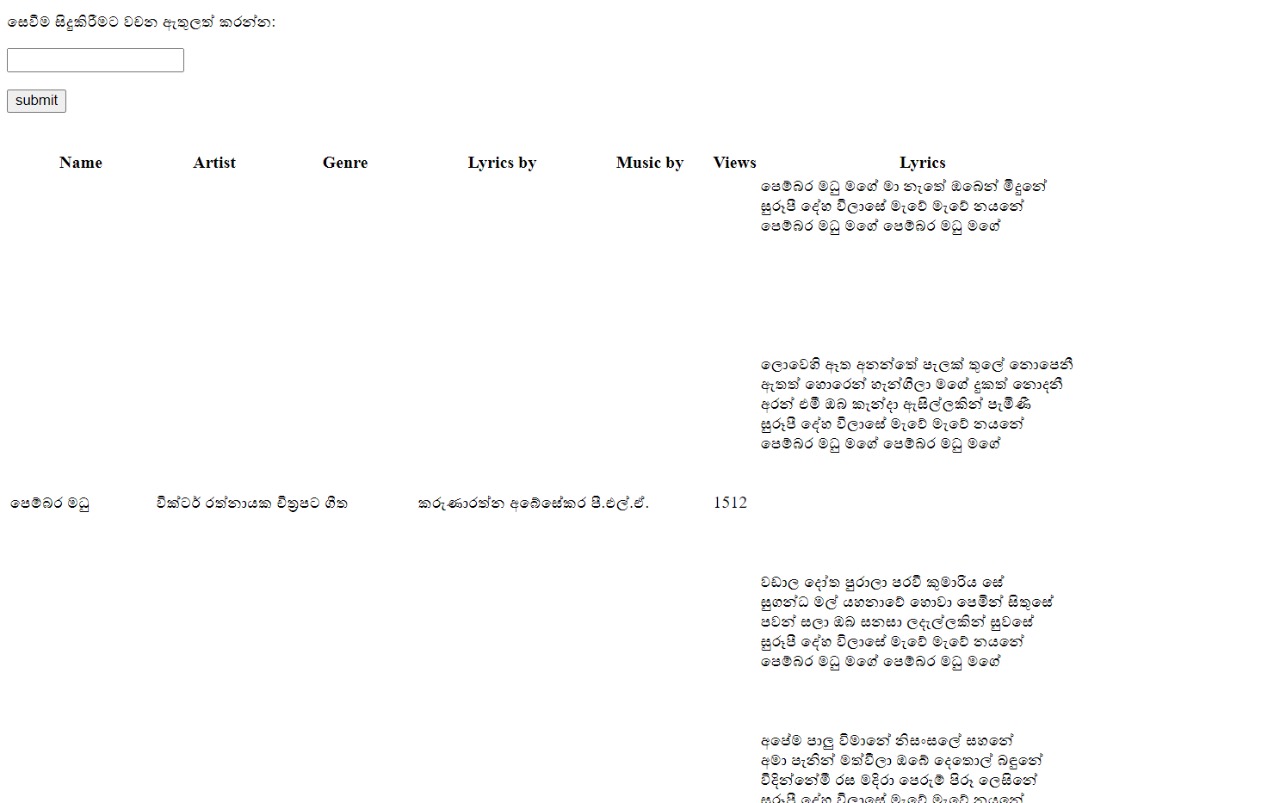 සෙවීම සිදුකිරීමට වචන ඇතුලත් කරන්න:
submit
Name Artist Genre Lyrics by Music by Views Lyrics
පෙම්බර මධු මගේ මා නැතේ ඔබෙන් මිදුනේ
සුරූපී දේහ විලාසේ මැවේ මැවේ නයනේ
පෙම්බර මධු මගේ පෙම්බර මධු මගේ
ලොවෙහි ඈත අනන්තේ පැලක් තුලේ නොපෙනී
ඇතත් හොරෙන් හැන්ගිලා මගේ දුකත් නොදනී
අරන් එමී ඔබ කැන්දා ඇසිල්ලකින් පැමිණී
සුරූපී දේහ විලාසේ මැවේ මැවේ නයනේ
පෙම්බර මධු මගේ පෙම්බර මධු මගේ
පෙම්බර මධු වික්ටර් රත්නායක චිත්‍රපට ගීත කරුණාරත්න අබේසේකර පී.එල්.ඒ. 1512
වඩාල දෝත පුරාලා පරවී කුමාරිය සේ
සුගන්ධ මල් යහනාවේ හොවා පෙමින් සිතුසේ
පවන් සලා ඔබ සනසා ලදැල්ලකින් සුවසේ
සුරූපී දේහ විලාසේ මැවේ මැවේ නයනේ
පෙම්බර මධු මගේ පෙම්බර මධු මගේ
අපේම පාලු විමානේ නිසංසලේ සහනේ
අමා පැනින් මත්වීලා ඔබේ දෙතොල් බඳුනේ
විදින්නේමී රස මදිරා පෙරුම් පිරූ ලෙසිනේ
සුරූපී දේහ විලාසේ මැවේ මැවේ නයනේ